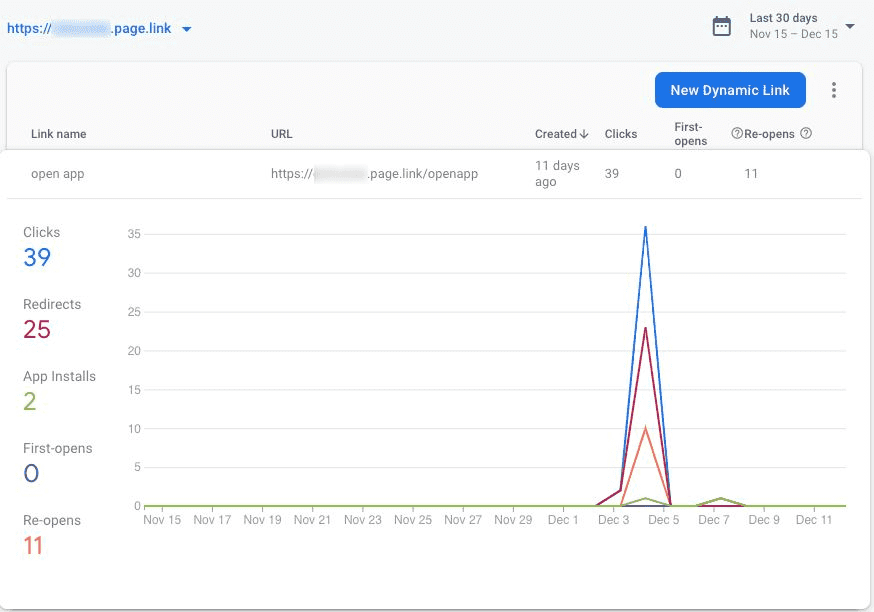 https://
.page.link
Last 30 days
Nov 15 – Dec 15
New Dynamic Link
Link name URL Created Clicks First-opens Re-opens
open app https:// .page.link/openapp 11 days ago 39 0 11
Clicks
39
Redirects
25
App Installs
2
First-opens
0
Re-opens
11
35
30
25
20
15
10
5
0
Nov 15 Nov 17 Nov 19 Nov 21 Nov 23 Nov 25 Nov 27 Nov 29 Dec 1 Dec 3 Dec 5 Dec 7 Dec 9 Dec 11